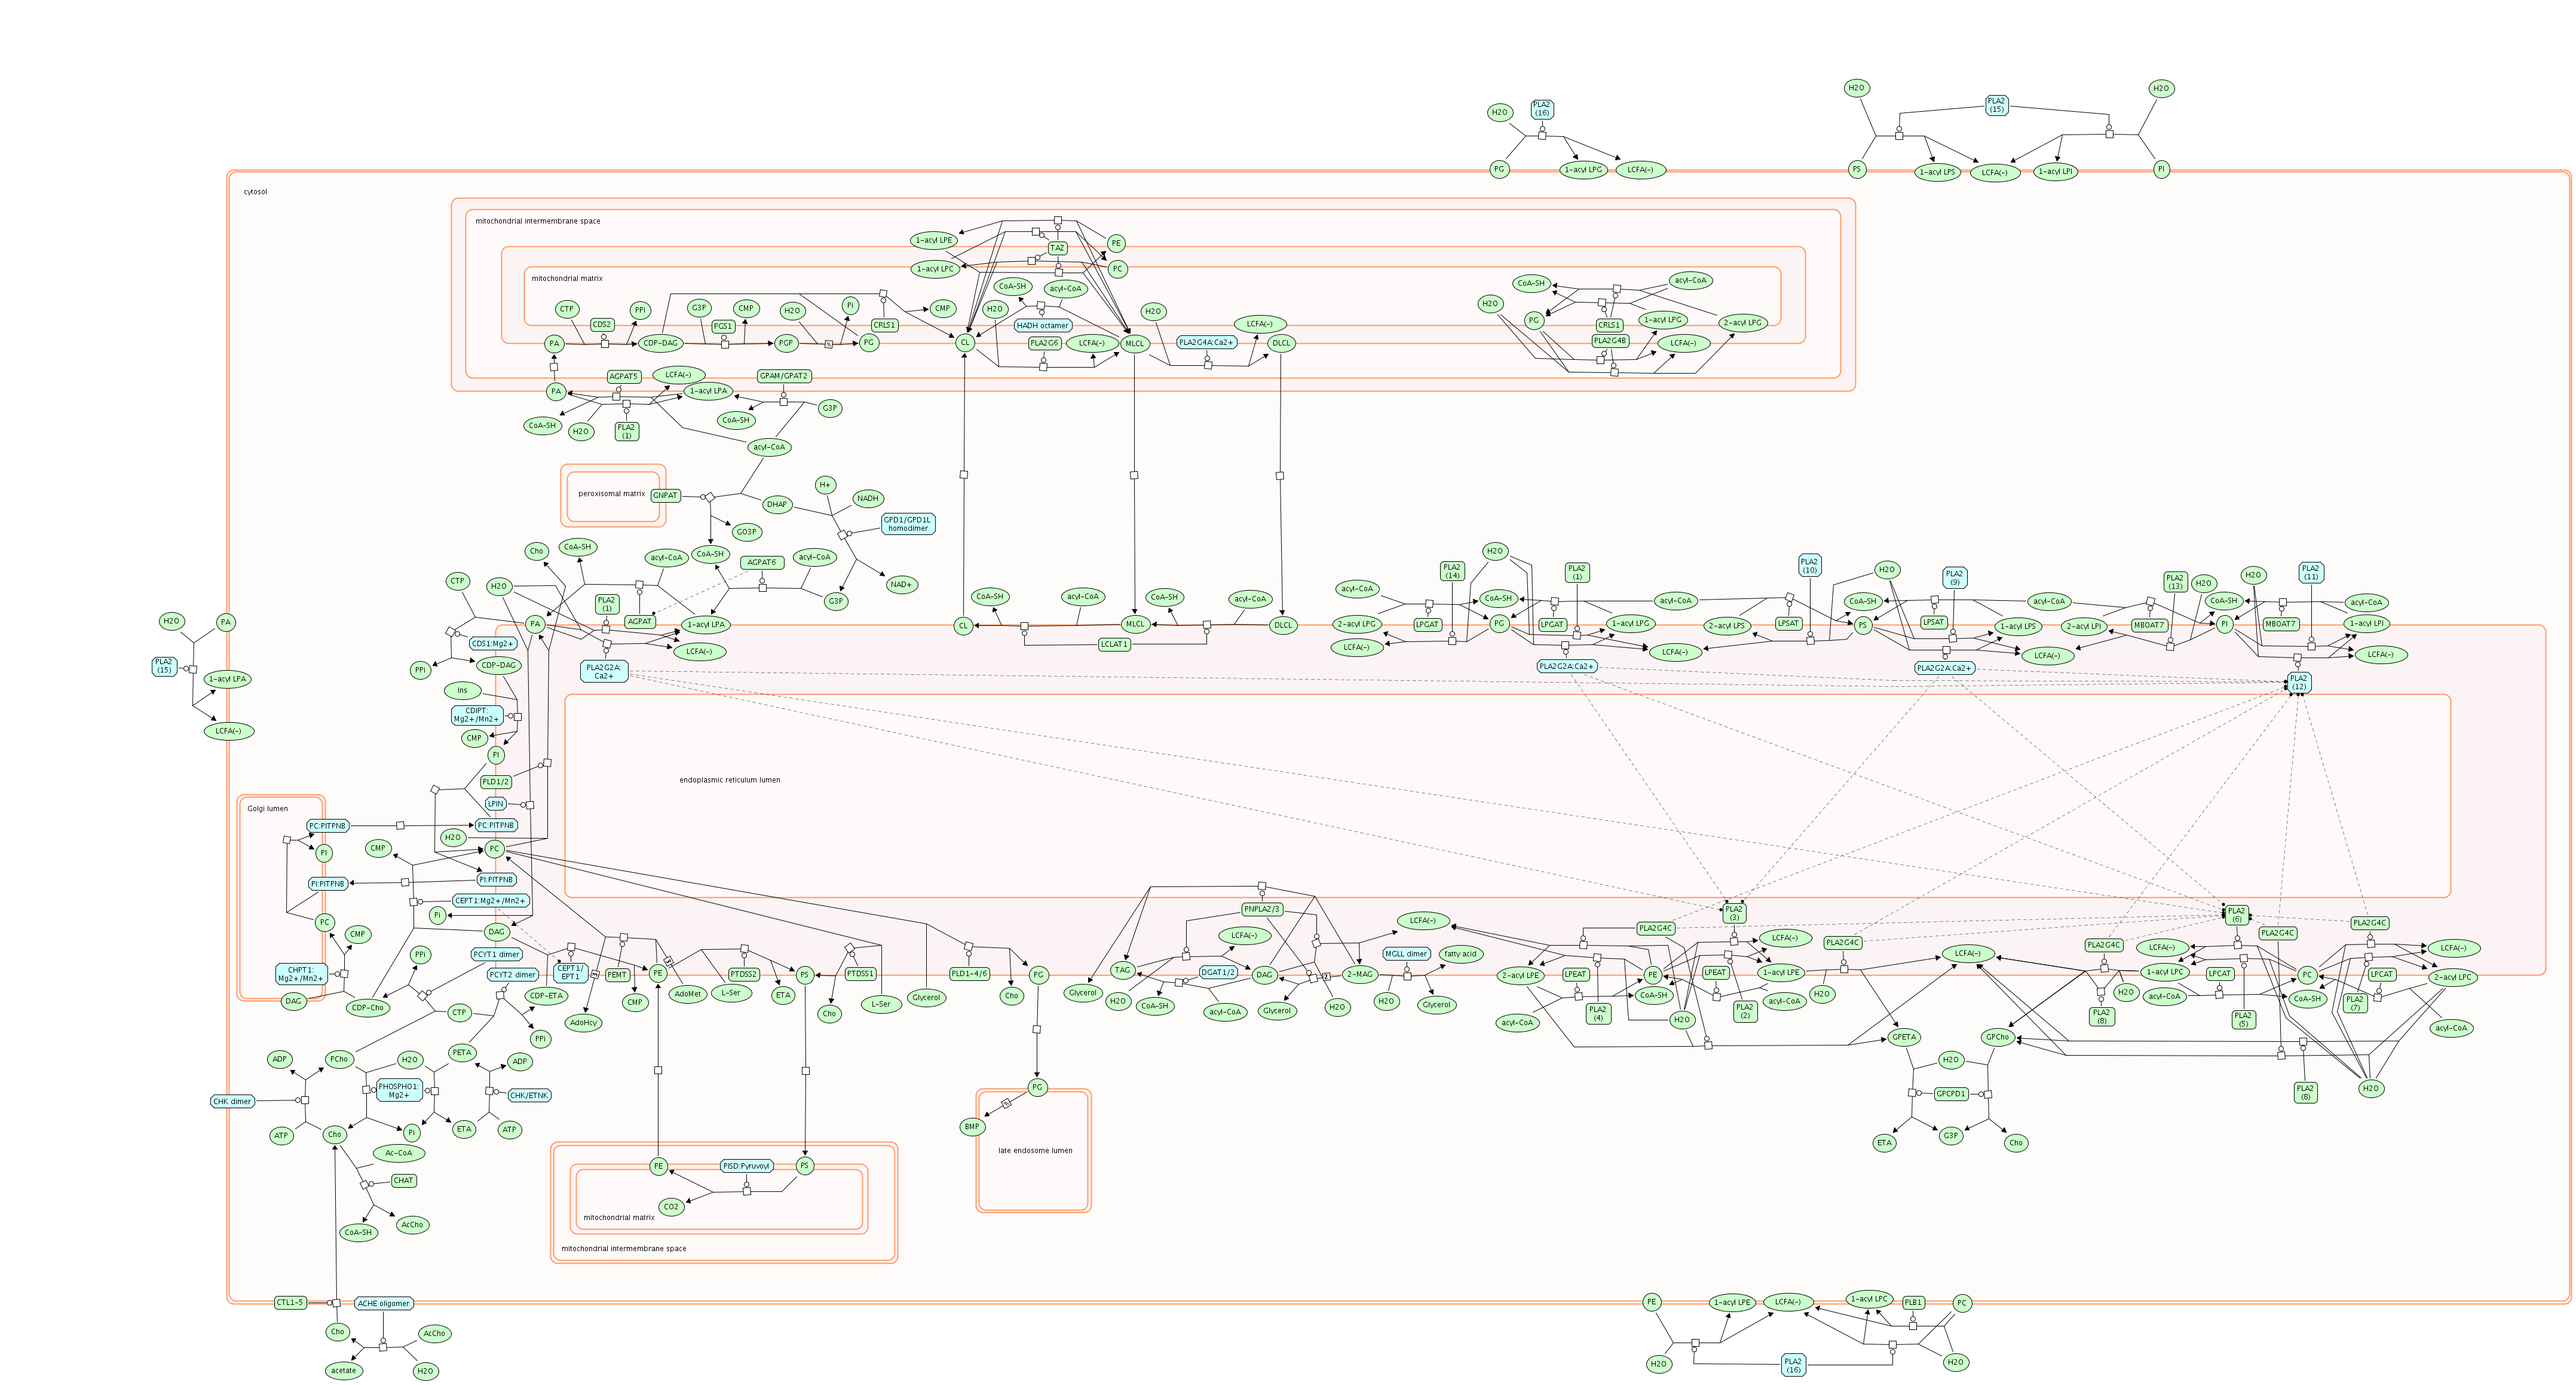 H2O
PLA2
(16)
PG
1-acyl LPG
LCFA(-)
H2O
PLA2
(15)
H2O
PS
1-acyl LPS
LCFA(-)
1-acyl LPI
PI
cytosol
mitochondrial intermembrane space
1-acyl LPE
TAZ
PE
1-acyl LPC
PC
mitochondrial matrix
CoA-SH
acyl-CoA
CoA-SH
acyl-CoA
CTP
PPi
G3P
CMP
H2O
Pi
CMP
H2O
H2O
H2O
CDS2
PGS1
CRLS1
HADH octamer
LCFA(-)
PG
CRLS1
1-acyl LPG
2-acyl LPG
PA
CDP-DAG
PGP
PG
CL
PLA2G6
LCFA(-)
MLCL
PLA2G4A:Ca2+
DLCL
PLA2G4B
LCFA(-)
AGPAT5
LCFA(-)
GPAM/GPAT2
PA
1-acyl LPA
CoA-SH
H2O
PLA2
(1)
CoA-SH
G3P
acyl-CoA
peroxisomal matrix
GNPAT
DHAP
H+
NADH
GPD1/GPD1L
homodimer
GO3P
NAD+
G3P
Cho
CoA-SH
acyl-CoA
CoA-SH
AGPAT6
acyl-CoA
CTP
H2O
PLA2
(1)
AGPAT
PA
1-acyl LPA
LCFA(-)
CDS1:Mg2+
PPi
CDP-DAG
PLA2G2A:
Ca2+
H2O
PA
PLA2
(15)
1-acyl LPA
LCFA(-)
CoA-SH
acyl-CoA
CoA-SH
acyl-CoA
CL
MLCL
DLCL
LCLAT1
acyl-CoA
PLA2
(14)
H2O
PLA2
(1)
CoA-SH
acyl-CoA
2-acyl LPG
LPGAT
PG
LPGAT
1-acyl LPG
LCFA(-)
LCFA(-)
PLA2G2A:Ca2+
PLA2
(10)
H2O
PLA2
(9)
2-acyl LPS
LPSAT
CoA-SH
PS
LPSAT
1-acyl LPS
acyl-CoA
LCFA(-)
PLA2G2A:Ca2+
PLA2
(13)
H2O
H2O
PLA2
(11)
2-acyl LPI
MBOAT7
CoA-SH
PI
MBOAT7
acyl-CoA
1-acyl LPI
LCFA(-)
PLA2
(12)
Ins
CDIPT:
Mg2+/Mn2+
CMP
PI
PLD1/2
LPIN
endoplasmic reticulum lumen
Golgi lumen
PC:PITPNB
PC:PITPNB
H2O
PI
CMP
PC
PI:PITPNB
PI:PITPNB
CEPT1:Mg2+/Mn2+
PC
Pi
DAG
CMP
PPi
PCYT1 dimer
CHPT1:
Mg2+/Mn2+
PCYT2 dimer
CEPT1/
EPT1
PEMT
PE
DAG
CDP-Cho
CTP
CDP-ETA
CMP
AdoMet
L-Ser
PTDSS2
ETA
PS
PTDSS1
Cho
L-Ser
Glycerol
PLD1-4/6
PG
Cho
AdoHcy
PPi
PNPLA2/3
LCFA(-)
LCFA(-)
TAG
DGAT1/2
DAG
2-MAG
MGLL dimer
fatty acid
Glycerol
H2O
CoA-SH
acyl-CoA
Glycerol
H2O
H2O
Glycerol
PLA2G4C
PLA2
(3)
LCFA(-)
PLA2G4C
2-acyl LPE
LPEAT
PE
LPEAT
1-acyl LPE
CoA-SH
acyl-CoA
PLA2
(4)
H2O
PLA2
(2)
acyl-CoA
H2O
LCFA(-)
PLA2
(6)
PLA2G4C
PLA2G4C
PLA2G4C
LCFA(-)
LCFA(-)
1-acyl LPC
LPCAT
PC
LPCAT
2-acyl LPC
acyl-CoA
CoA-SH
H2O
PLA2
(8)
PLA2
(5)
PLA2
(7)
acyl-CoA
GPETA
GPCho
H2O
GPCPD1
PLA2
(8)
H2O
ETA
G3P
Cho
ADP
PCho
H2O
PETA
ADP
CHK dimer
PHOSPHO1:
Mg2+
CHK/ETNK
ATP
Cho
Pi
ETA
ATP
Ac-CoA
CHAT
CoA-SH
AcCho
PG
BMP
late endosome lumen
PE
PISD:Pyruvoyl
PS
CO2
mitochondrial matrix
mitochondrial intermembrane space
CTL1-5
ACHE oligomer
Cho
AcCho
acetate
H2O
PE
1-acyl LPE
LCFA(-)
1-acyl LPC
PLB1
PC
H2O
PLA2
(16)
H2O